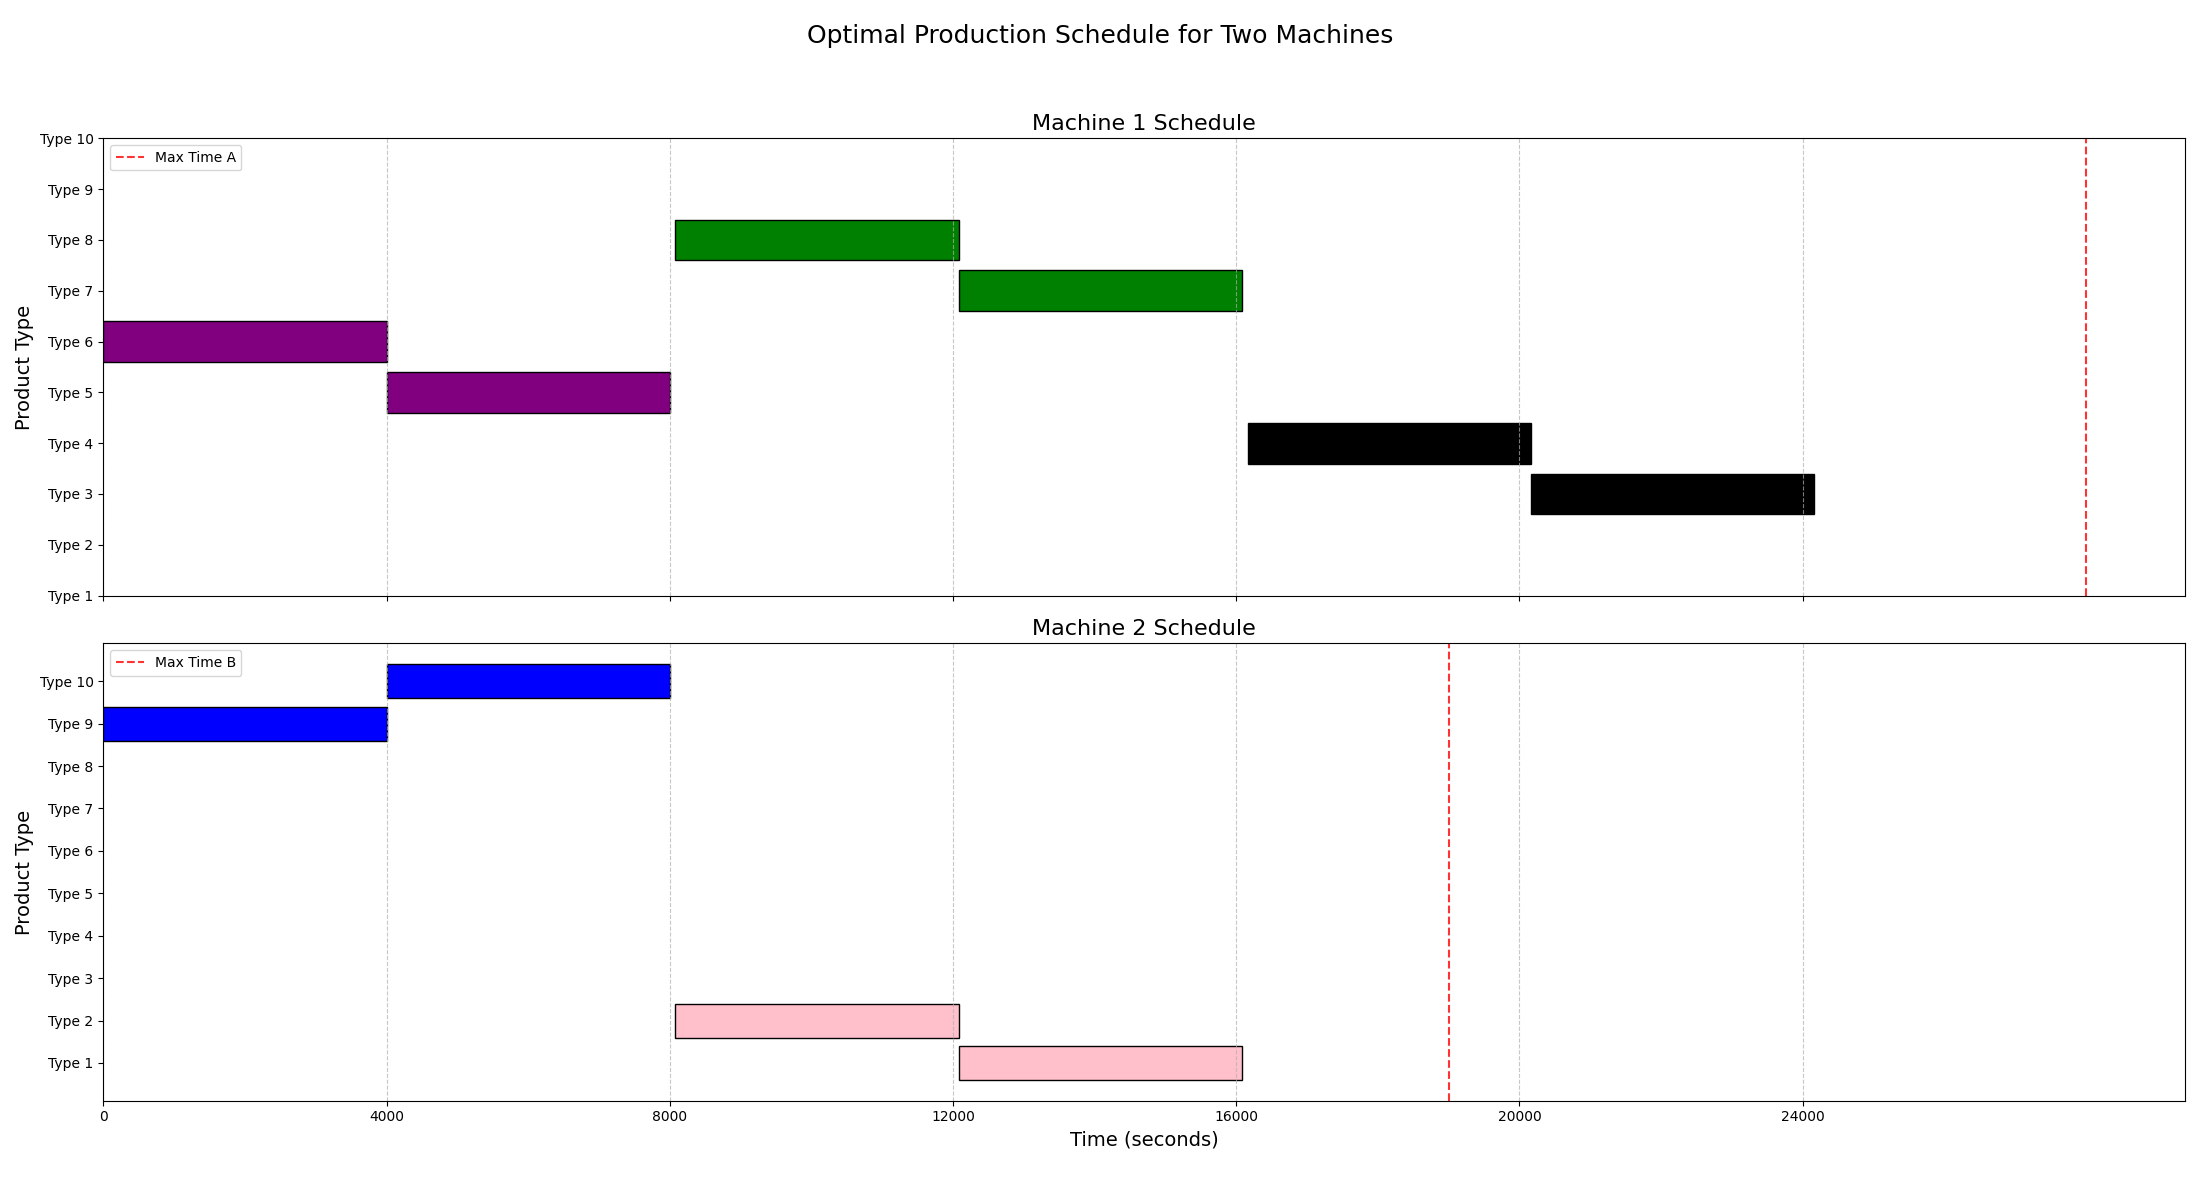 Optimal Production Schedule for Two Machines
Machine 1 Schedule
Max Time A
Product Type
Type 10
Type 9
Type 8
Type 7
Type 6
Type 5
Type 4
Type 3
Type 2
Type 1
Machine 2 Schedule
Max Time B
Product Type
Type 10
Type 9
Type 8
Type 7
Type 6
Type 5
Type 4
Type 3
Type 2
Type 1
0 4000 8000 12000 16000 20000 24000
Time (seconds)